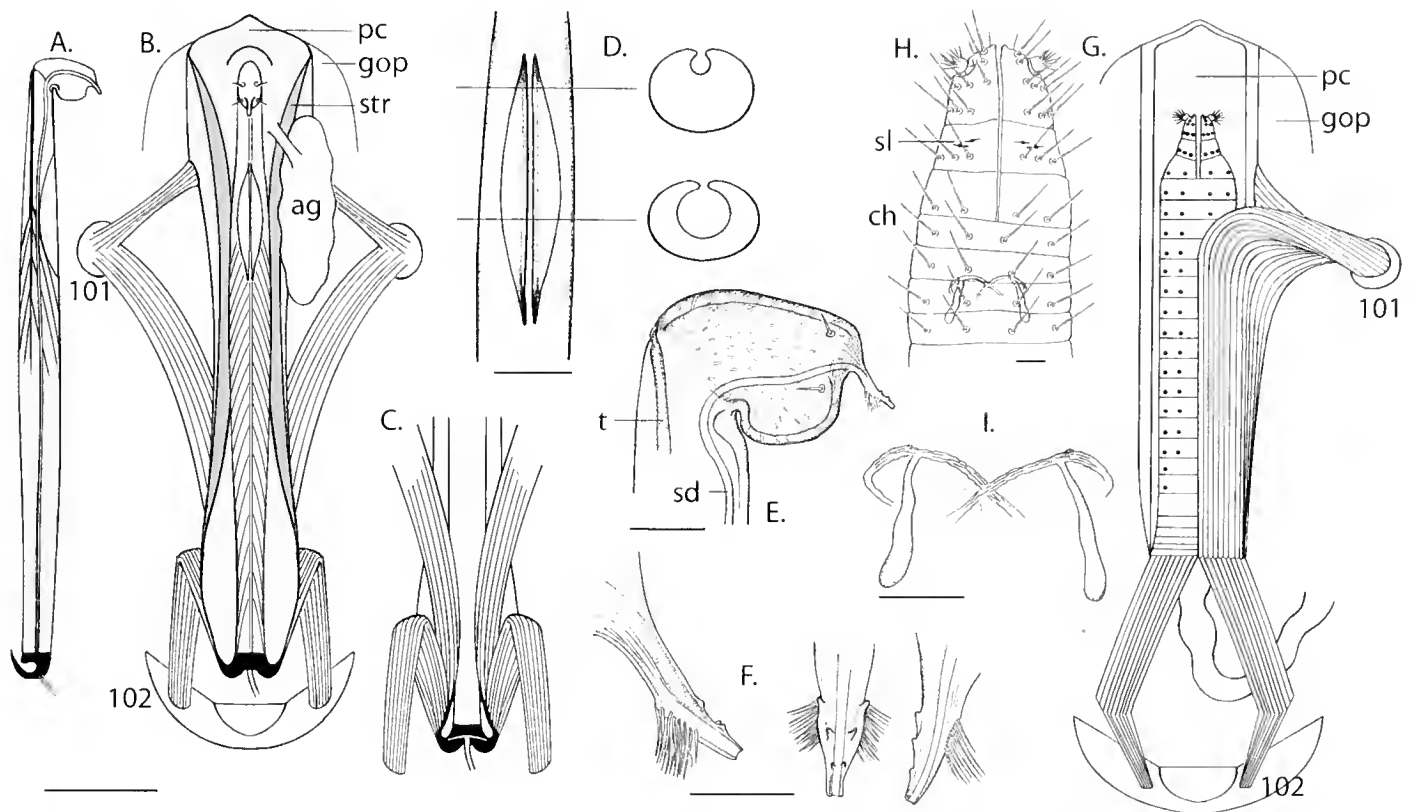 A.
B.
pc
gop
str
ag
101
102
C.
D.
H.
sl
ch
G.
pc
gop
101
102
t
sd
E.
I.
F.